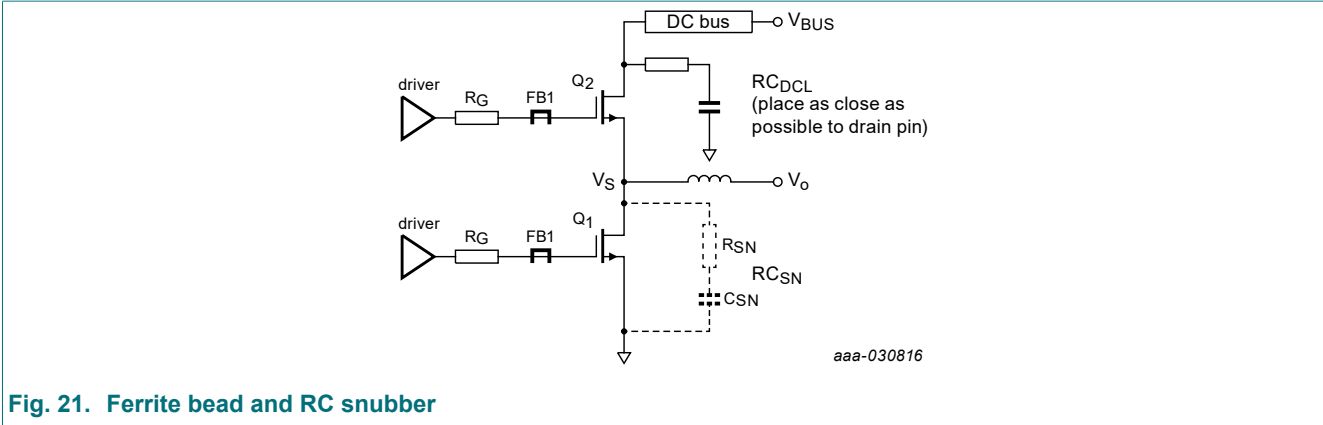 DC bus
VBUS
driver
RG
FB1
Q2
RCDCL
(place as close as
possible to drain pin)
VS
Vo
driver
RG
FB1
Q1
RSN
RCSN
CSN
aaa-030816
Fig. 21. Ferrite bead and RC snubber